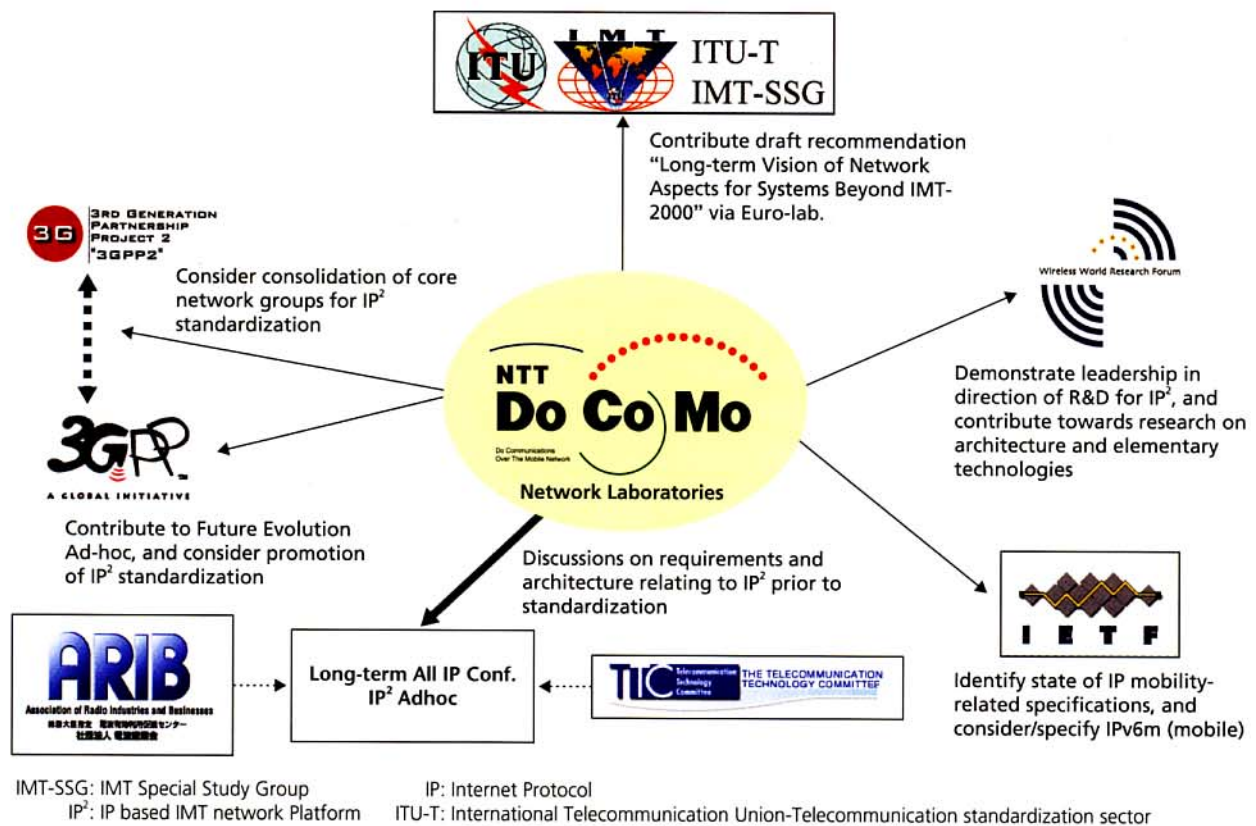 ITU
IMT
ITU-T
IMT-SSG
Contribute draft recommendation
“Long-term Vision of Network
Aspects for Systems Beyond IMT-
2000” via Euro-lab.
3G
3RD GENERATION
PARTNERSHIP
PROJECT 2
"3GPP2"
Consider consolidation of core
network groups for IP²
standardization
Wireless World Research Forum
Demonstrate leadership in
direction of R&D for IP², and
contribute towards research on
architecture and elementary
technologies
NTT
Do Co Mo
Do Communications
Over The Mobile Network
Network Laboratories
3GPP
TM
A GLOBAL INITIATIVE
Contribute to Future Evolution
Ad-hoc, and consider promotion
of IP² standardization
Discussions on requirements and
architecture relating to IP² prior to
standardization
IETF
Identify state of IP mobility-
related specifications, and
consider/specify IPv6m (mobile)
ARIB
Association of Radio Industries and Businesses
Long-term All IP Conf.
IP² Adhoc
TTC
Telecommunication
Technology
Committee
THE TELECOMMUNICATION
TECHNOLOGY COMMITTEE
IMT-SSG: IMT Special Study Group
IP: Internet Protocol
IP²: IP based IMT network Platform
ITU-T: International Telecommunication Union-Telecommunication standardization sector